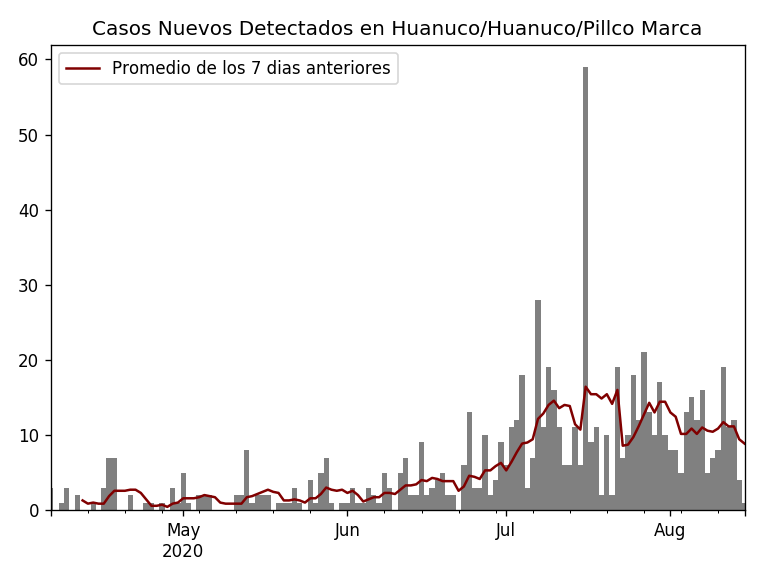 Casos Nuevos Detectados en Huanuco/Huanuco/Pillco Marca
Promedio de los 7 dias anteriores
60
50
40
30
20
10
0
May
2020
Jun
Jul
Aug